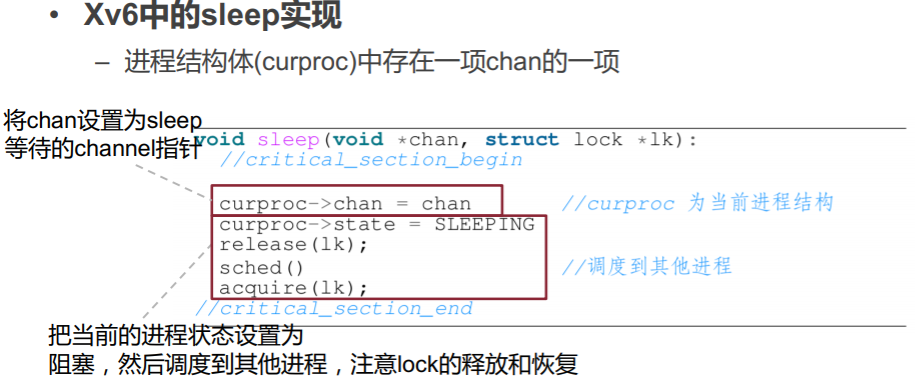 • Xv6中的sleep实现
– 进程结构体(curproc)中存在一项chan的一项
将chan设置为sleep
等待的channel指针
void sleep(void *chan, struct lock *lk):
//critical_section_begin
curproc->chan = chan //curproc 为当前进程结构
curproc->state = SLEEPING
release(lk);
sched() //调度到其他进程
acquire(lk);
//critical_section_end
把当前的进程状态设置为
阻塞，然后调度到其他进程，注意lock的释放和恢复